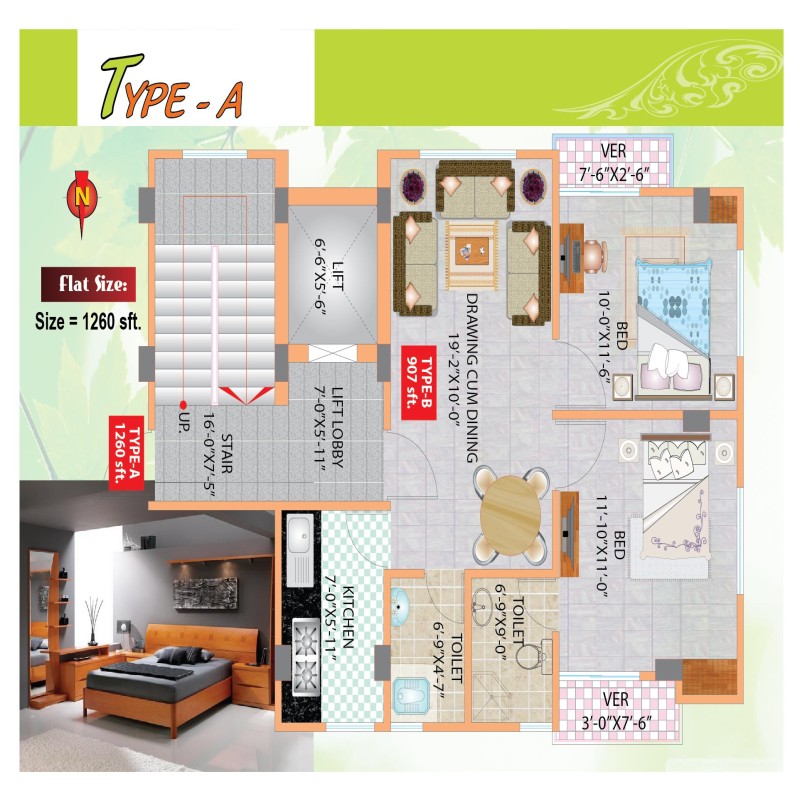 TYPE - A
N
Flat Size:
Size = 1260 sft.
VER
7'-6"X2'-6"
LIFT
6'-6"X5'-6"
DRAWING CUM DINING
19'-2"X10'-0"
BED
10'-0"X11'-6"
TYPE-B
907 sft.
LIFT LOBBY
7'-0"X5'-11"
UP.
STAIR
16'-0"X7'-5"
TYPE-A
1260 sft.
BED
11'-10"X11'-0"
KITCHEN
7'-0"X5'-11"
TOILET
6'-9"X4'-7"
TOILET
6'-9"X9'-0"
VER
3'-0"X7'-6"